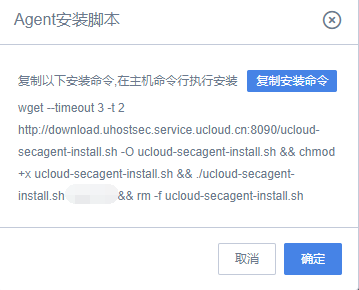 Agent安装脚本
复制以下安装命令,在主机命令行执行安装 复制安装命令
wget --timeout 3 -t 2
http://download.uhostsec.service.ucloud.cn:8090/ucloud-
secagent-install.sh -O ucloud-secagent-install.sh && chmod
+x ucloud-secagent-install.sh && ./ucloud-secagent-
install.sh && rm -f ucloud-secagent-install.sh
取消 确定